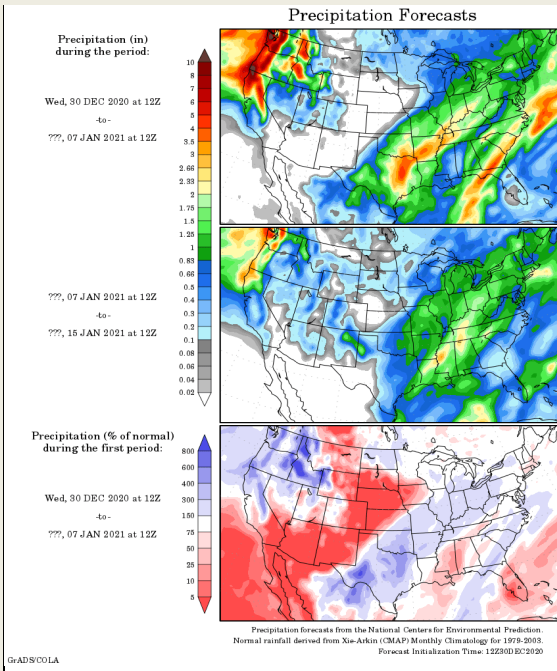 Precipitation Forecasts
Precipitation (in)
during the period:
Wed, 30 DEC 2020 at 12Z
-to-
???, 07 JAN 2021 at 12Z
10
8
7
6
5
4
3.5
3
2.66
2.33
2
1.75
1.5
1.25
1
0.83
0.66
0.5
0.4
0.3
0.2
0.1
0.08
0.06
0.04
0.02
???, 07 JAN 2021 at 12Z
-to-
???, 15 JAN 2021 at 12Z
Precipitation (% of normal)
during the first period:
Wed, 30 DEC 2020 at 12Z
-to-
???, 07 JAN 2021 at 12Z
800
600
400
300
150
75
50
25
10
5
Precipitation forecasts from the National Centers for Environmental Prediction.
Normal rainfall derived from Xie-Arkin (CMAP) Monthly Climatology for 1979-2003.
Forecast Initialization Time: 12Z30DEC2020
GrADS/COLA